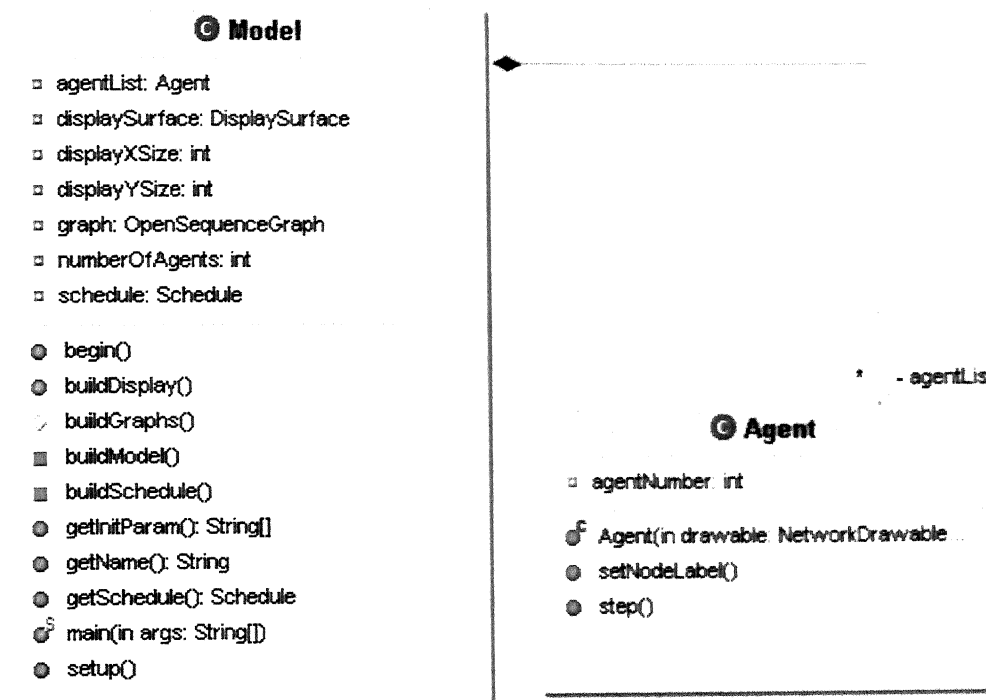 Model
agentList: Agent
displaySurface: DisplaySurface
displayXSize: int
displayYSize: int
graph: OpenSequenceGraph
numberOfAgents: int
schedule: Schedule
begin()
buildDisplay()
buildGraphs()
buildModel()
buildSchedule()
getInitParam(): String[]
getName(): String
getSchedule(): Schedule
main(in args: String[])
setup()
* - agentLis
Agent
agentNumber: int
Agent(in drawable: NetworkDrawable...
setNodeLabel()
step()